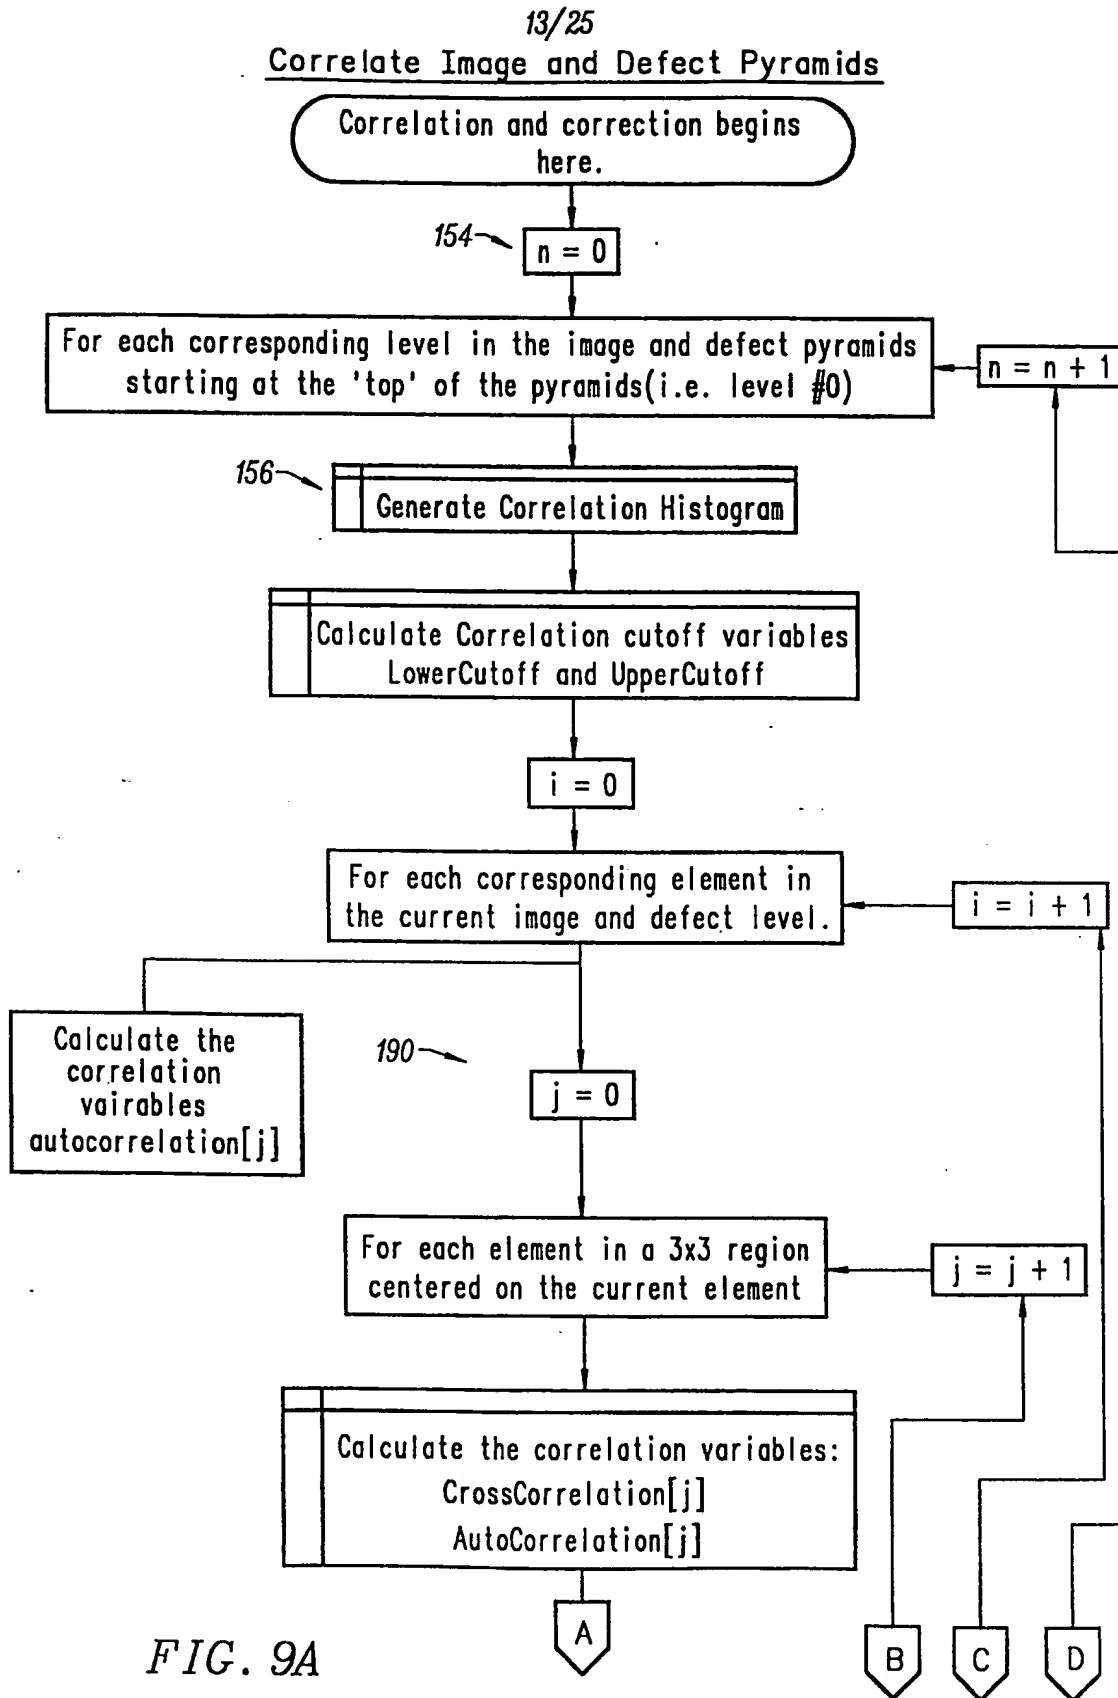 13/25
Correlate Image and Defect Pyramids
Correlation and correction begins
here.
154
n = 0
For each corresponding level in the image and defect pyramids
starting at the 'top' of the pyramids(i.e. level #0)
n = n + 1
156
Generate Correlation Histogram
Calculate Correlation cutoff variables
LowerCutoff and UpperCutoff
i = 0
For each corresponding element in
the current image and defect level.
i = i + 1
Calculate the
correlation
vairables
autocorrelation[j]
190
j = 0
For each element in a 3x3 region
centered on the current element
j = j + 1
Calculate the correlation variables:
CrossCorrelation[j]
AutoCorrelation[j]
A
B
C
D
FIG. 9A